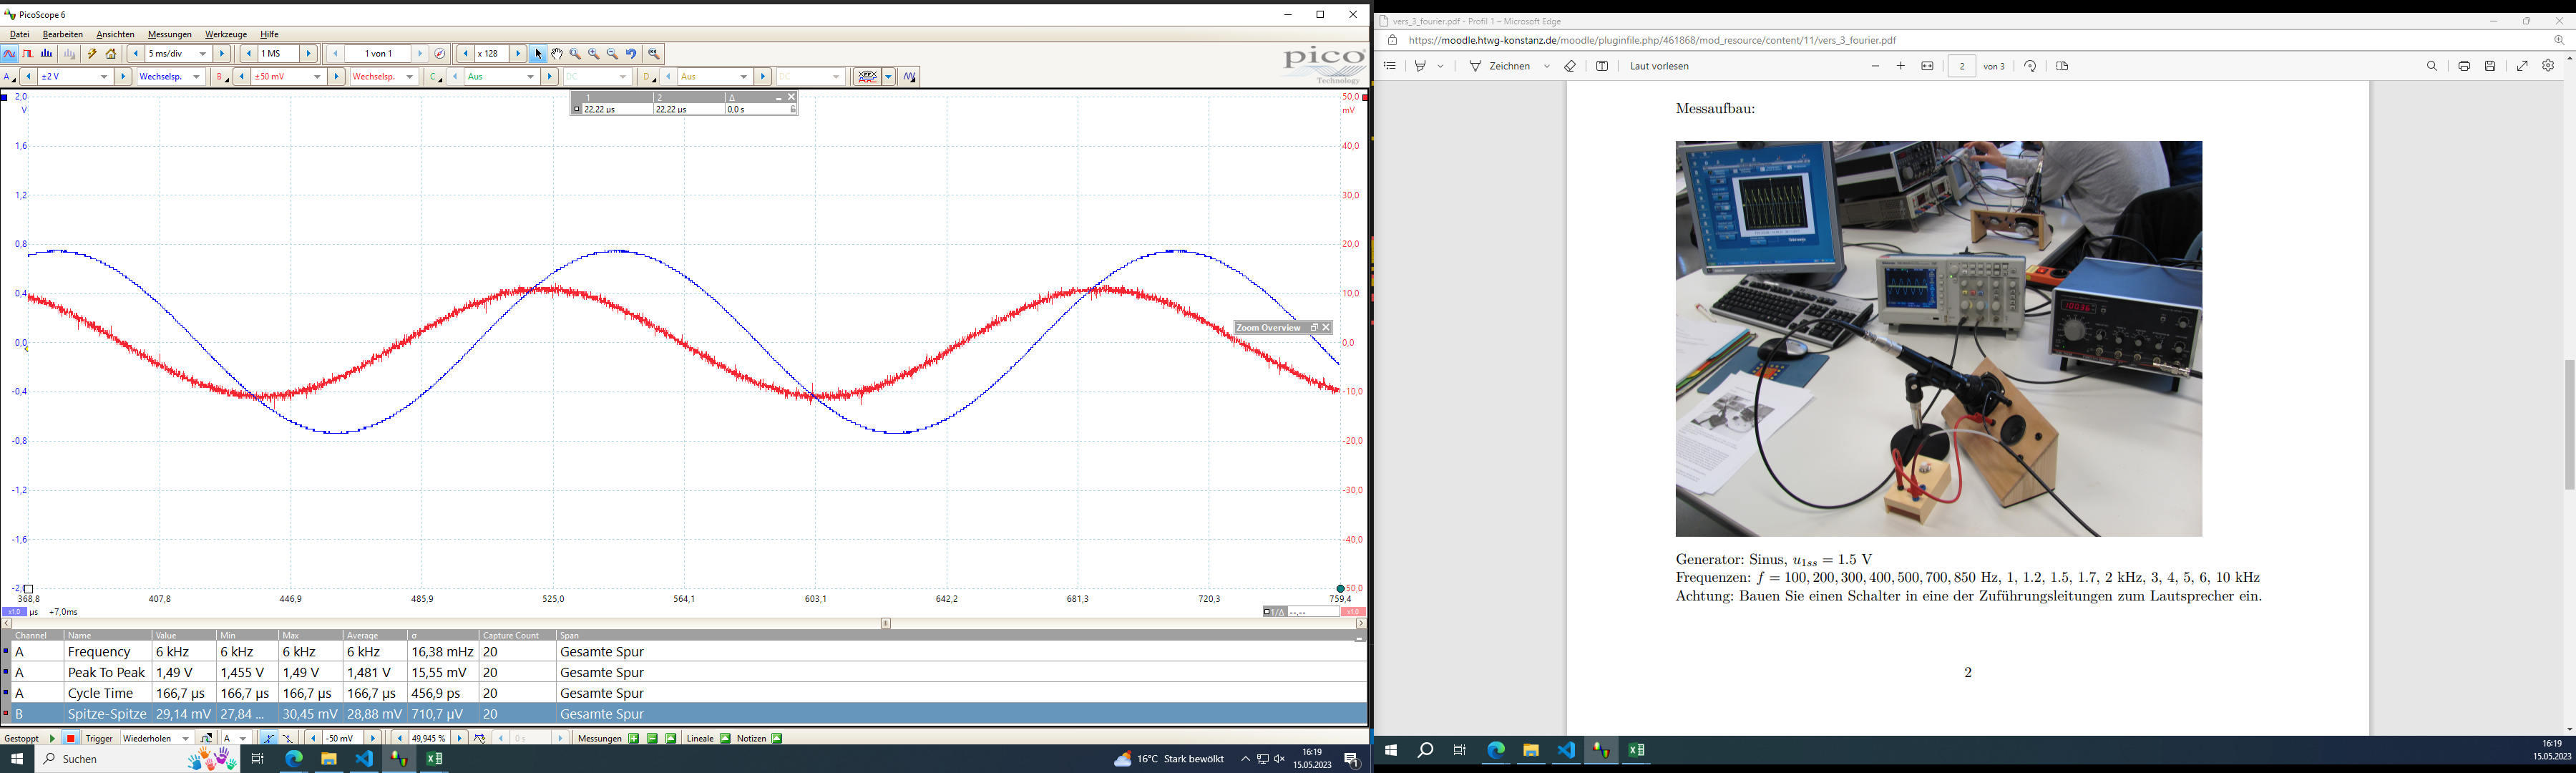 PicoScope 6
Datei Bearbeiten Ansichten Messungen Werkzeuge Hilfe
5 ms/div 1 MS 1 von 1 x 128
A ±2 V Wechselsp. B ±50 mV Wechselsp. C Aus DC D Aus DC
pico
Technology
1 2 Δ
22,22 µs 22,22 µs 0,0 s
2,0
V
1,6
1,2
0,8
0,4
0,0
-0,4
-0,8
-1,2
-1,6
-2,0
50,0
mV
40,0
30,0
20,0
10,0
0,0
-10,0
-20,0
-30,0
-40,0
-50,0
Zoom Overview
368,8 407,8 446,9 485,9 525,0 564,1 603,1 642,2 681,3 720,3 759,4
x1,0 µs +7,0ms 1/Δ --,-- x1,0
Channel Name Value Min Max Average σ Capture Count Span
A Frequency 6 kHz 6 kHz 6 kHz 6 kHz 16,38 mHz 20 Gesamte Spur
A Peak To Peak 1,49 V 1,455 V 1,49 V 1,481 V 15,55 mV 20 Gesamte Spur
A Cycle Time 166,7 µs 166,7 µs 166,7 µs 166,7 µs 456,9 ps 20 Gesamte Spur
B Spitze-Spitze 29,14 mV 27,84 ... 30,45 mV 28,88 mV 710,7 µV 20 Gesamte Spur
Gestoppt Trigger Wiederholen A -50 mV 49,945 % 0 s Messungen Lineale Notizen
Suchen 16°C Stark bewölkt 16:19
15.05.2023
1
vers_3_fourier.pdf - Profil 1 – Microsoft Edge
https://moodle.htwg-konstanz.de/moodle/pluginfile.php/461868/mod_resource/content/11/vers_3_fourier.pdf
Zeichnen Laut vorlesen 2 von 3
Messaufbau:
Generator: Sinus, u1ss = 1.5 V
Frequenzen: f = 100, 200, 300, 400, 500, 700, 850 Hz, 1, 1.2, 1.5, 1.7, 2 kHz, 3, 4, 5, 6, 10 kHz
Achtung: Bauen Sie einen Schalter in eine der Zuführungsleitungen zum Lautsprecher ein.
2
16:19
15.05.2023